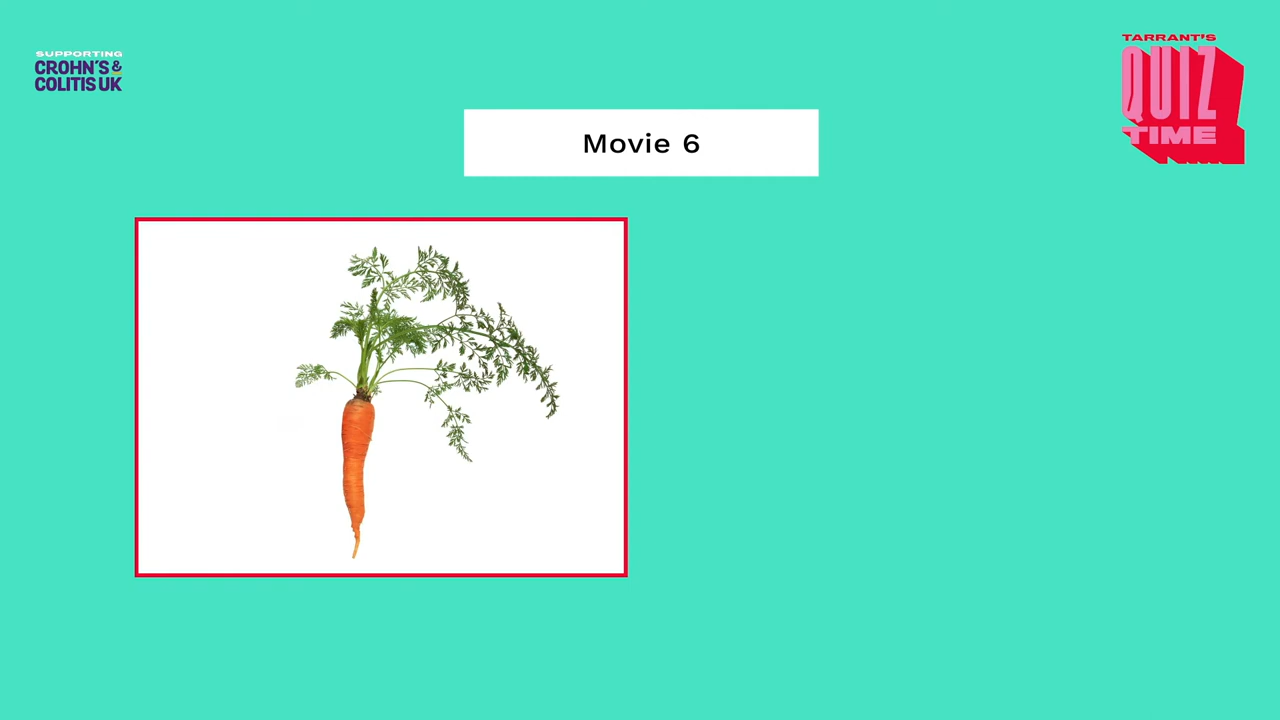 SUPPORTING
CROHN'S &
COLITIS UK
TARRANT'S
QUIZ
TIME
Movie 6